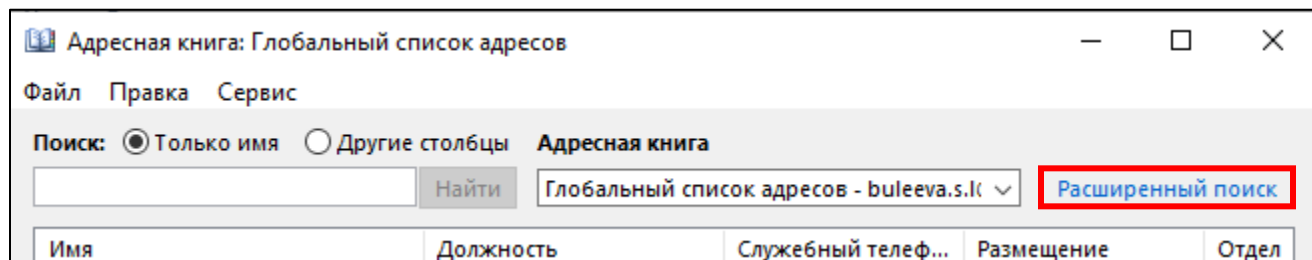 Адресная книга: Глобальный список адресов
Файл Правка Сервис
Поиск: Только имя Другие столбцы Адресная книга
Найти Глобальный список адресов - buleeva.s.l( Расширенный поиск
Имя Должность Служебный телеф... Размещение Отдел